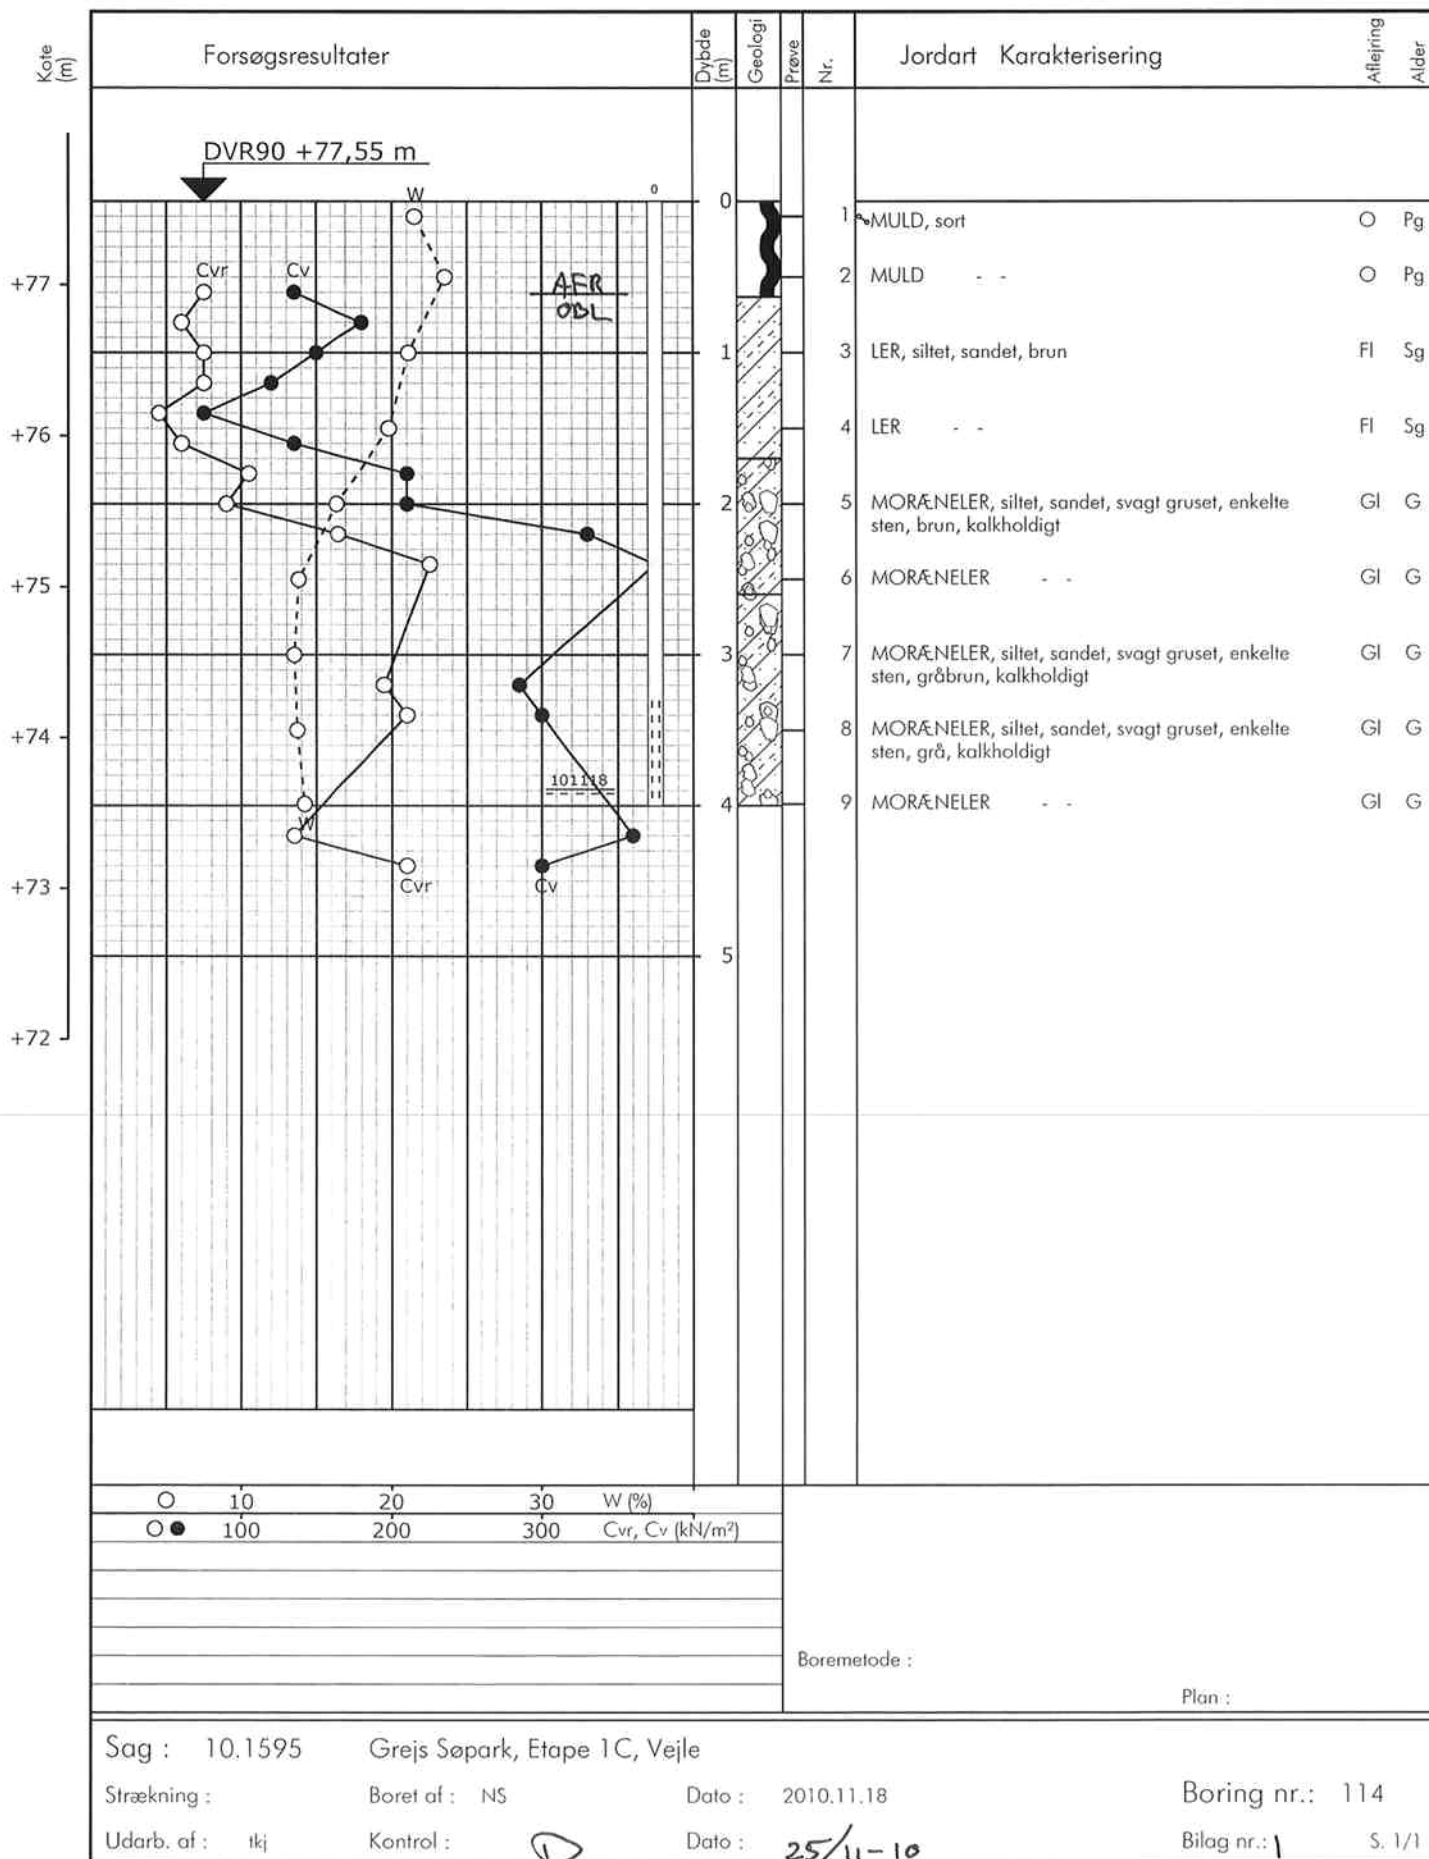 Kote (m)
Forsøgsresultater
Dybde (m)
Geologi
Prøve
Nr.
Jordart Karakterisering
Aflejring
Alder
DVR90 +77,55 m
W
0
0
1 MULD, sort O Pg
+77
Cvr
Cv
AFR
OBL
2 MULD - - O Pg
1
3 LER, siltet, sandet, brun Fl Sg
+76
4 LER - - Fl Sg
2
5 MORÆNELER, siltet, sandet, svagt gruset, enkelte Gl G
sten, brun, kalkholdigt
+75
6 MORÆNELER - - Gl G
3
7 MORÆNELER, siltet, sandet, svagt gruset, enkelte Gl G
sten, gråbrun, kalkholdigt
+74
8 MORÆNELER, siltet, sandet, svagt gruset, enkelte Gl G
sten, grå, kalkholdigt
101118
4
9 MORÆNELER - - Gl G
W
+73
Cvr
Cv
5
+72
10 20 30 W (%)
100 200 300 Cvr, Cv (kN/m²)
Boremetode :
Plan :
Sag : 10.1595 Grejs Søpark, Etape 1C, Vejle
Strækning : Boret af : NS Dato : 2010.11.18 Boring nr.: 114
Udarb. af : tkj Kontrol : Dato : 25/11-10 Bilag nr.: 1 S. 1/1